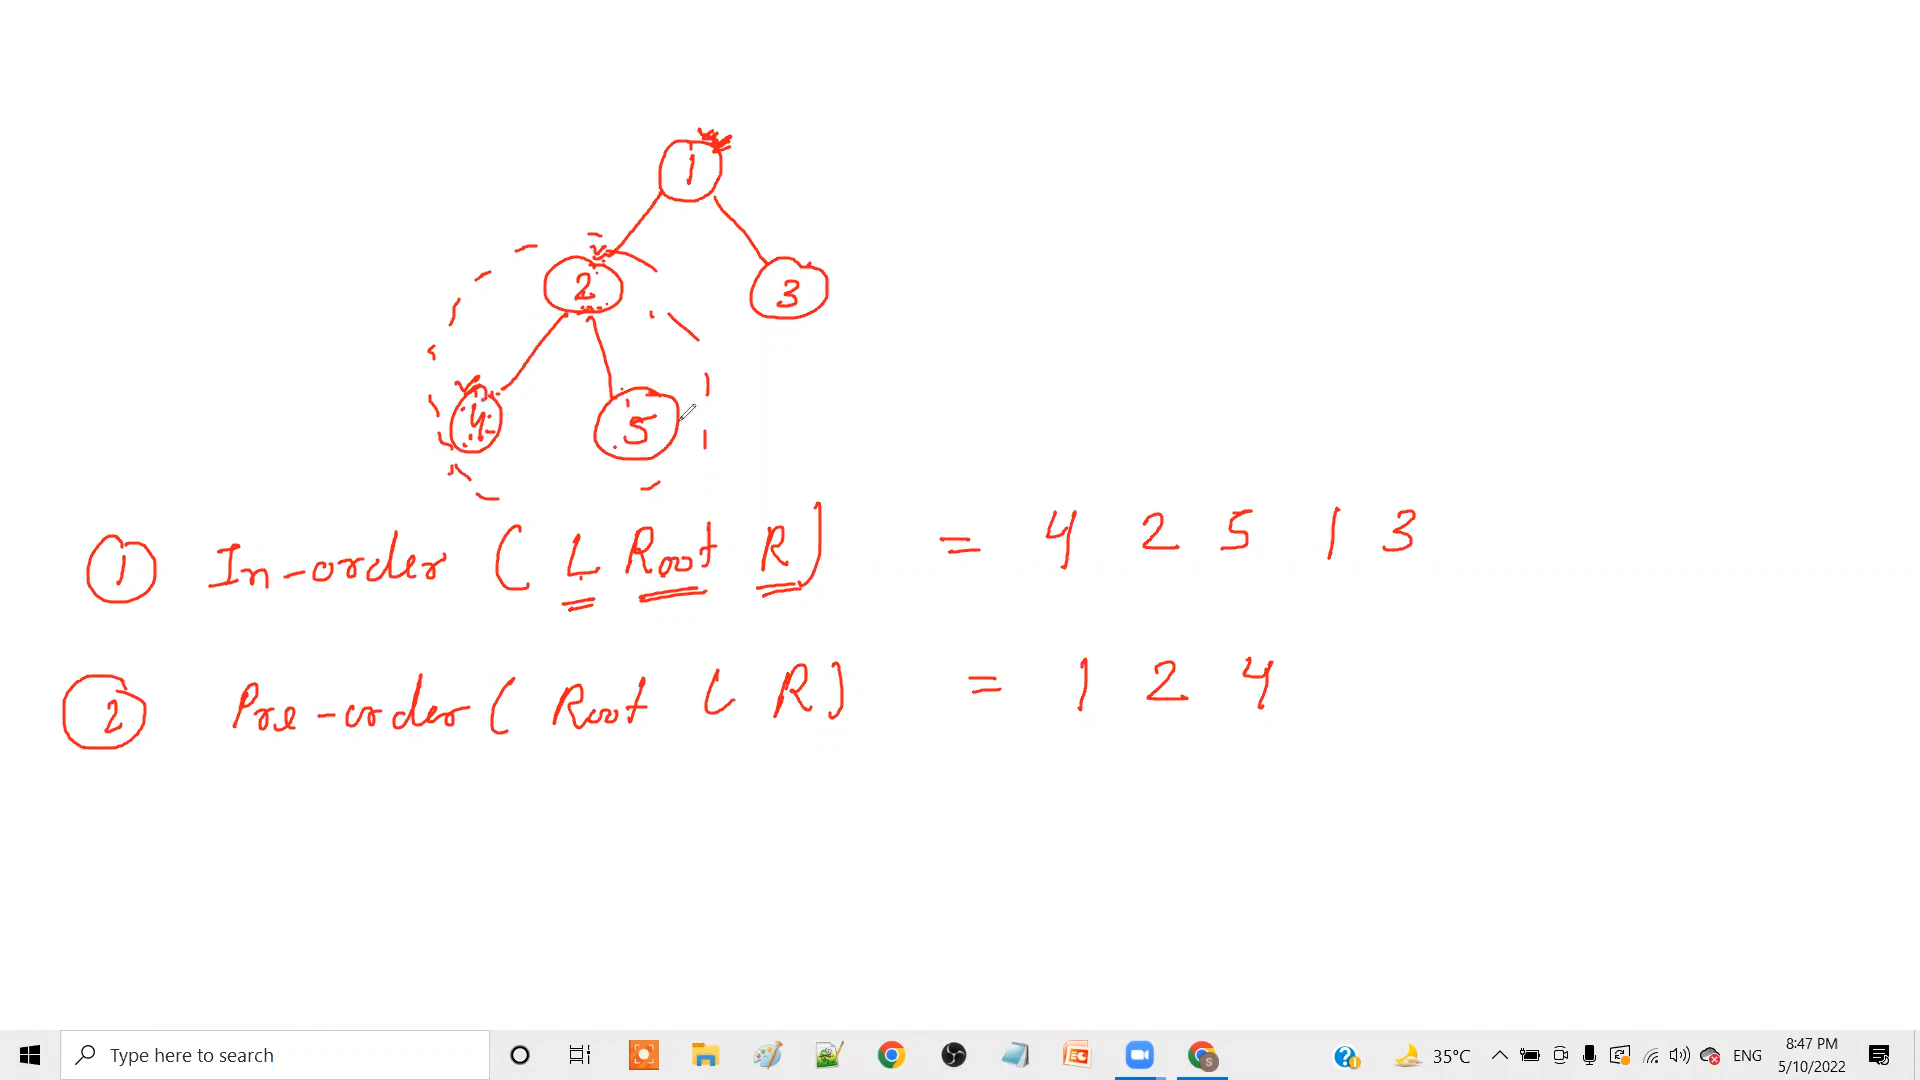 1
2 3
4 5
1 In-order ( L Root R ) = 4 2 5 1 3
2 Pre-order ( Root L R ) = 1 2 4
Type here to search
35°C ENG 8:47 PM
5/10/2022